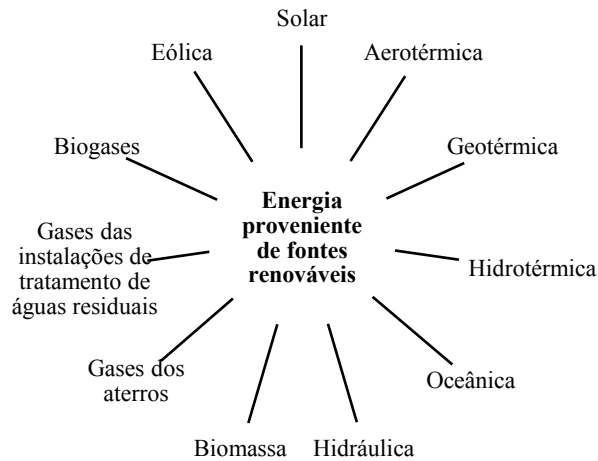 Solar
Eólica
Aerotérmica
Biogases
Geotérmica
Energia
proveniente
de fontes
renováveis
Gases das
instalações de
tratamento de
águas residuais
Hidrotérmica
Gases dos
aterros
Oceânica
Biomassa
Hidráulica